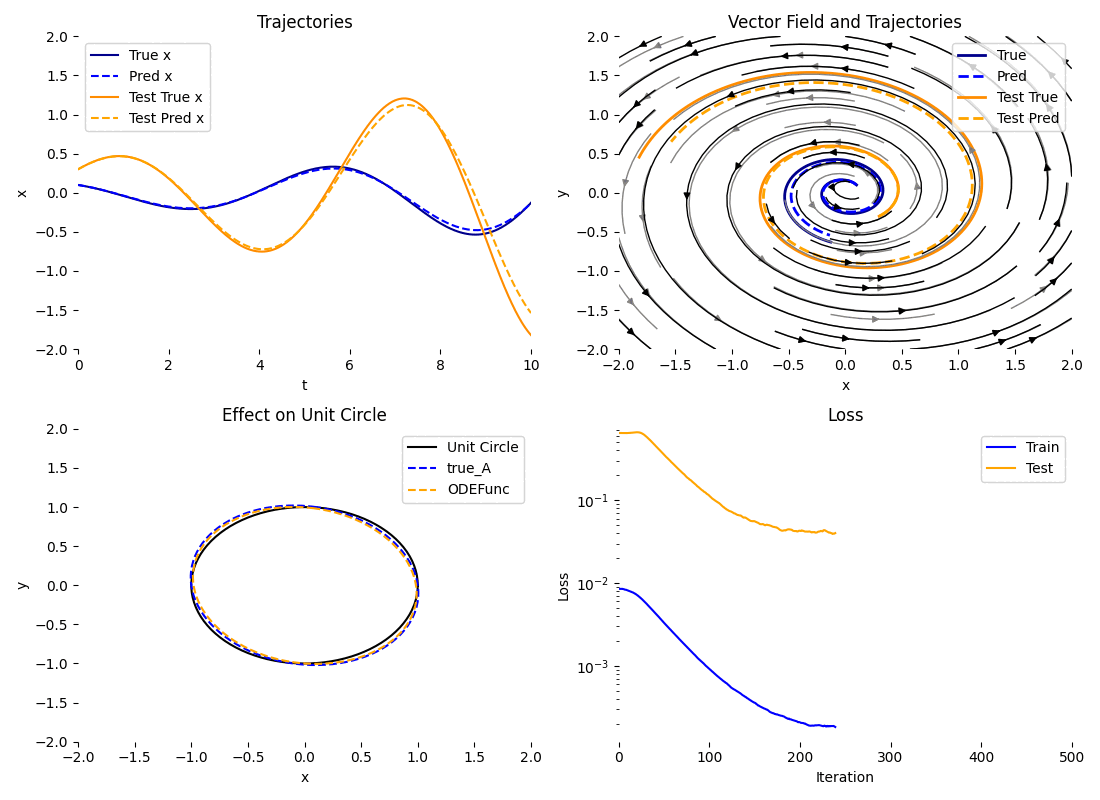 Trajectories
True x
Pred x
Test True x
Test Pred x
2.0
1.5
1.0
0.5
0.0
−0.5
−1.0
−1.5
−2.0
x
0 2 4 6 8 10
t
Vector Field and Trajectories
True
Pred
Test True
Test Pred
2.0
1.5
1.0
0.5
0.0
−0.5
−1.0
−1.5
−2.0
y
−2.0 −1.5 −1.0 −0.5 0.0 0.5 1.0 1.5 2.0
x
Effect on Unit Circle
Unit Circle
true_A
ODEFunc
2.0
1.5
1.0
0.5
0.0
−0.5
−1.0
−1.5
−2.0
y
−2.0 −1.5 −1.0 −0.5 0.0 0.5 1.0 1.5 2.0
x
Loss
Train
Test
10⁻¹
10⁻²
10⁻³
Loss
0 100 200 300 400 500
Iteration